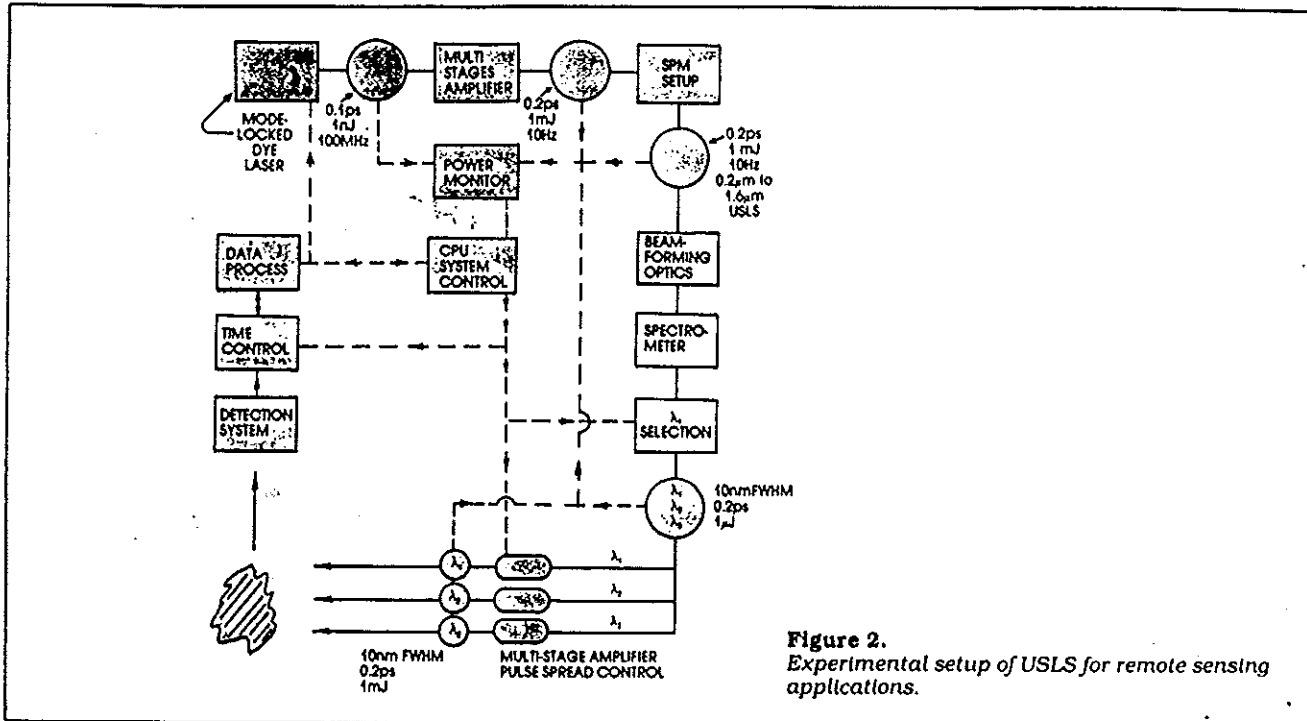 MULTI
STAGES
AMPLIFIER
SPM
SETUP
MODE-
LOCKED
DYE
LASER
0.1ps
1nJ
100MHz
0.2ps
1mJ
10Hz
POWER
MONITOR
0.2ps
1 mJ
10Hz
0.2µm to
1.6µm
USLS
DATA
PROCESS
CPU
SYSTEM
CONTROL
BEAM-
FORMING
OPTICS
TIME
CONTROL
SPECTRO-
METER
DETECTION
SYSTEM
SELECTION
10nmFWHM
0.2ps
1µJ
10nm FWHM
0.2ps
1mJ
MULTI-STAGE AMPLIFIER
PULSE SPREAD CONTROL
Figure 2.
Experimental setup of USLS for remote sensing
applications.